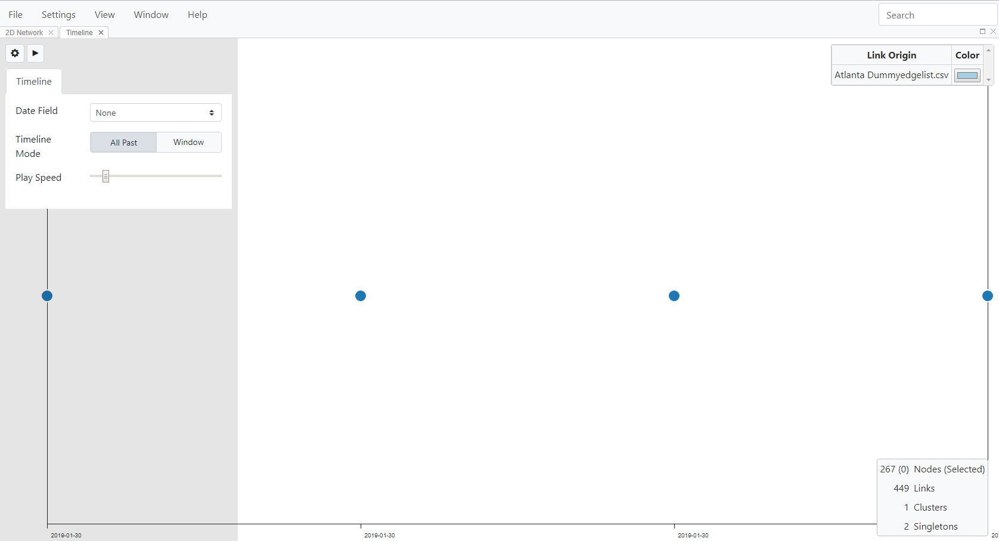 File Settings View Window Help Search
2D Network Timeline
Link Origin Color
Atlanta Dummyedgelist.csv
Timeline
Date Field None
Timeline Mode All Past Window
Play Speed
267 (0) Nodes (Selected)
449 Links
1 Clusters
2 Singletons
2019-01-30 2019-01-30 2019-01-30 20